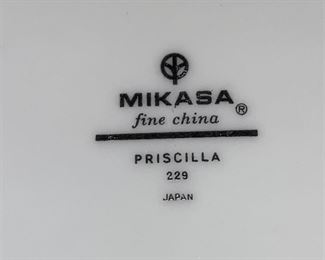 MIKASA®
fine china
PRISCILLA
229
JAPAN